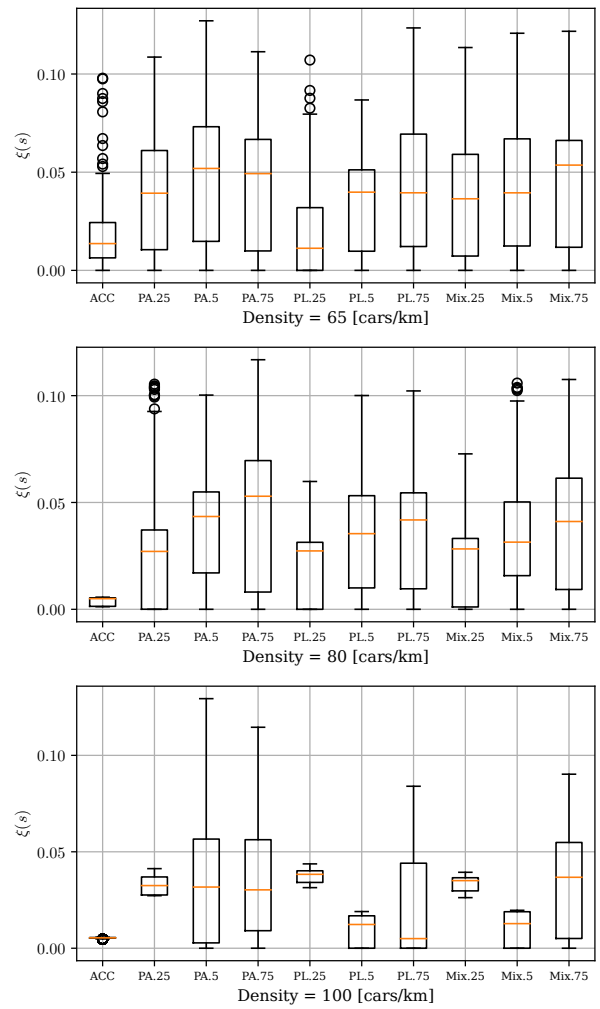 0.10
0.05
0.00
ξ(s)
ACC PA.25 PA.5 PA.75 PL.25 PL.5 PL.75 Mix.25 Mix.5 Mix.75
Density = 65 [cars/km]
0.10
0.05
0.00
ξ(s)
ACC PA.25 PA.5 PA.75 PL.25 PL.5 PL.75 Mix.25 Mix.5 Mix.75
Density = 80 [cars/km]
0.10
0.05
0.00
ξ(s)
ACC PA.25 PA.5 PA.75 PL.25 PL.5 PL.75 Mix.25 Mix.5 Mix.75
Density = 100 [cars/km]